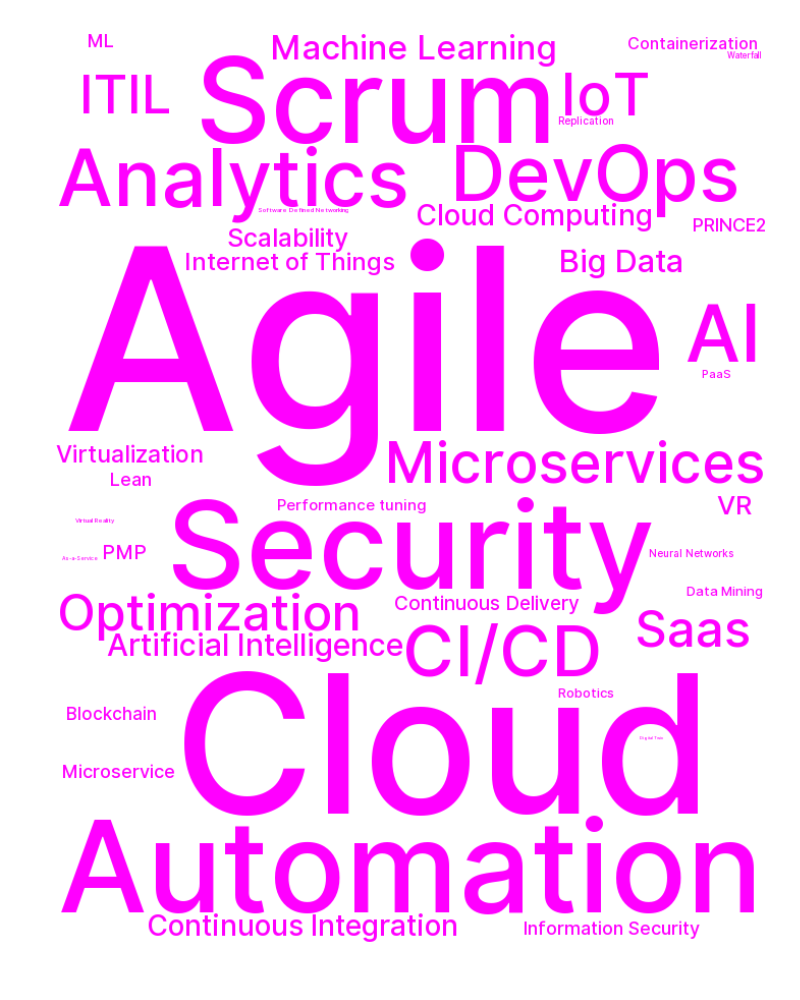 ML
Machine Learning
Containerization
Waterfall
ITIL
Scrum
IoT
Replication
Analytics
DevOps
Software Defined Networking
Cloud Computing
PRINCE2
Scalability
Internet of Things
Big Data
Agile
AI
PaaS
Virtualization
Microservices
Lean
Performance tuning
VR
Virtual Reality
Security
PMP
As-a-Service
Neural Networks
Data Mining
Optimization
Continuous Delivery
Saas
Artificial Intelligence
CI/CD
Robotics
Blockchain
Cloud
Digital Twin
Microservice
Automation
Continuous Integration
Information Security